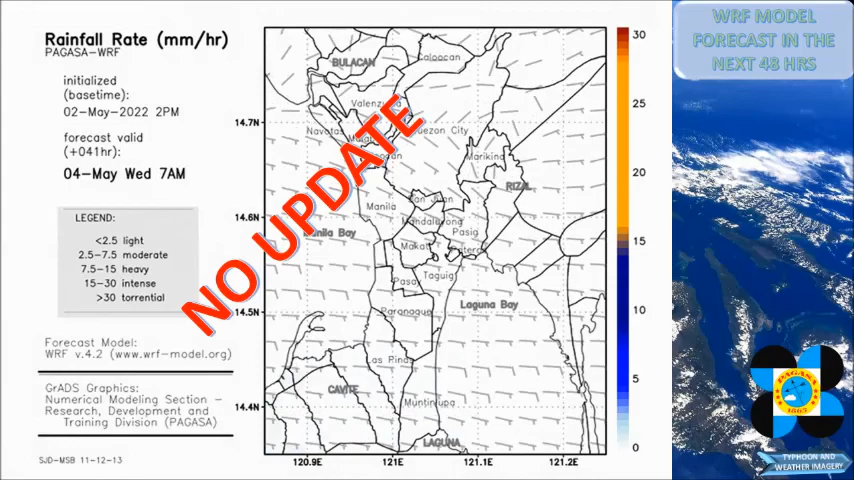 Rainfall Rate (mm/hr)
PAGASA-WRF
initialized
(basetime):
02-May-2022 2PM
forecast valid
(+041hr):
04-May Wed 7AM
LEGEND:
<2.5 light
2.5-7.5 moderate
7.5-15 heavy
15-30 intense
>30 torrential
Forecast Model:
WRF v.4.2 (www.wrf-model.org)
GrADS Graphics:
Numerical Modeling Section -
Research, Development and
Training Division (PAGASA)
SJD-MSB 11-12-13
NO UPDATE
14.7N
14.6N
14.5N
14.4N
120.9E
121E
121.1E
121.2E
BULACAN
Caloocan
Quezon City
Marikina
RIZAL
San Juan
Manila
Mandaluyong
Pasig
Taguig
Laguna Bay
Paranaque
CAVITE
Muntinlupa
LAGUNA
30
25
20
15
10
5
0
WRF MODEL
FORECAST IN THE
NEXT 48 HRS
PAGASA
1865
TYPHOON AND
WEATHER IMAGERY